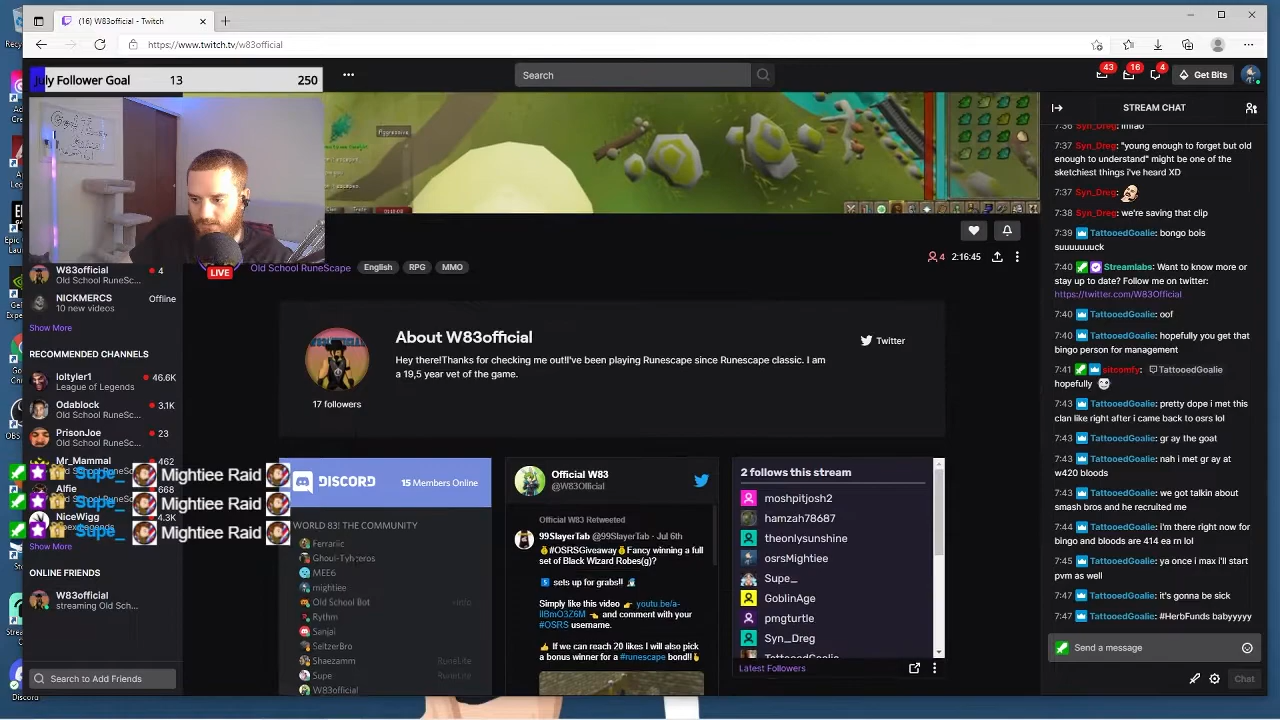 (16) W83official - Twitch
https://www.twitch.tv/w83official
July Follower Goal 13 250
Search
43 16 4
Get Bits
Aggressive
LIVE
Old School RuneScape English RPG MMO
4 2:16:45
W83official 4
Old School RuneSc...
NICKMERCS Offline
10 new videos
Show More
RECOMMENDED CHANNELS
loltyler1 46.6K
League of Legends
Odablock 3.1K
Old School RuneSc...
PrisonJoe 23
Old School RuneSc...
Mr_Mammal 462
Alfie 668
NiceWigg 4.3K
Show More
Supe_ Mightiee Raid
Supe_ Mightiee Raid
Supe_ Mightiee Raid
ONLINE FRIENDS
W83official
streaming Old Sch...
Search to Add Friends
Discord
About W83official
Hey there!Thanks for checking me out!I've been playing Runescape since Runescape classic. I am
a 19,5 year vet of the game.
17 followers
Twitter
DISCORD 15 Members Online
WORLD 83! THE COMMUNITY
Ferrariic
Ghoul-Tyhteros
MEE6
mightiee
Old School Bot
Rythm
Sanjai
SeltzerBro
Shaezamm RuneLite
Supe RuneLite
W83official
Official W83
@W83Official
Official W83 Retweeted
99SlayerTab @99SlayerTab · Jul 6th
#OSRSGiveaway Fancy winning a full
set of Black Wizard Robes(g)?
5 sets up for grabs!!
Simply like this video youtu.be/a-
IIBmO3Z6M and comment with your
#OSRS username.
If we can reach 20 likes I will also pick
a bonus winner for a #runescape bond!!
2 follows this stream
moshpitjosh2
hamzah78687
theonlysunshine
osrsMightiee
Supe_
GoblinAge
pmgturtle
Syn_Dreg
TattooedGoalie
Latest Followers
STREAM CHAT
7:36 Syn_Dreg: lmfao
7:37 Syn_Dreg: "young enough to forget but old
enough to understand" might be one of the
sketchiest things i've heard XD
7:37 Syn_Dreg:
7:38 Syn_Dreg: we're saving that clip
7:39 TattooedGoalie: bongo bois
suuuuuuuck
7:40 Streamlabs: Want to know more or
stay up to date? Follow me on twitter:
https://twitter.com/W83Official
7:40 TattooedGoalie: oof
7:40 TattooedGoalie: hopefully you get that
bingo person for management
7:41 sitcomfy: TattooedGoalie
hopefully
7:43 TattooedGoalie: pretty dope i met this
clan like right after i came back to osrs lol
7:43 TattooedGoalie: gr ay the goat
7:43 TattooedGoalie: nah i met gr ay at
w420 bloods
7:43 TattooedGoalie: we got talkin about
smash bros and he recruited me
7:44 TattooedGoalie: i'm there right now for
bingo and bloods are 414 ea rn lol
7:45 TattooedGoalie: ya once i max i'll start
pvm as well
7:47 TattooedGoalie: it's gonna be sick
7:47 TattooedGoalie: #HerbFunds babyyyy
Send a message
Chat